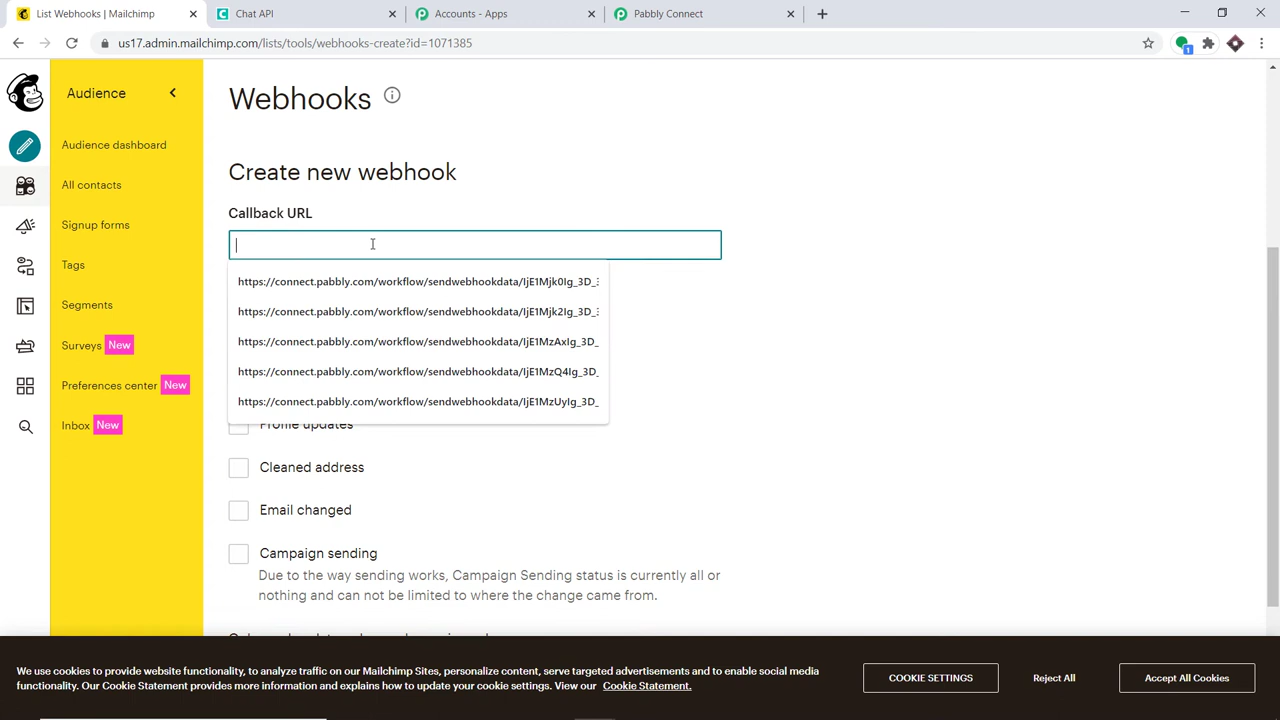 List Webhooks | Mailchimp
Chat API
Accounts - Apps
Pabbly Connect
us17.admin.mailchimp.com/lists/tools/webhooks-create?id=1071385
1
Audience
Audience dashboard
All contacts
Signup forms
Tags
Segments
Surveys New
Preferences center New
Inbox New
Webhooks
Create new webhook
Callback URL
https://connect.pabbly.com/workflow/sendwebhookdata/IjE1Mjk0Ig_3D_
https://connect.pabbly.com/workflow/sendwebhookdata/IjE1Mjk2Ig_3D_
https://connect.pabbly.com/workflow/sendwebhookdata/IjE1MzAxIg_3D_
https://connect.pabbly.com/workflow/sendwebhookdata/IjE1MzQ4Ig_3D_
https://connect.pabbly.com/workflow/sendwebhookdata/IjE1MzUyIg_3D_
Profile updates
Cleaned address
Email changed
Campaign sending
Due to the way sending works, Campaign Sending status is currently all or
nothing and can not be limited to where the change came from.
We use cookies to provide website functionality, to analyze traffic on our Mailchimp Sites, personalize content, serve targeted advertisements and to enable social media
functionality. Our Cookie Statement provides more information and explains how to update your cookie settings. View our Cookie Statement.
COOKIE SETTINGS
Reject All
Accept All Cookies